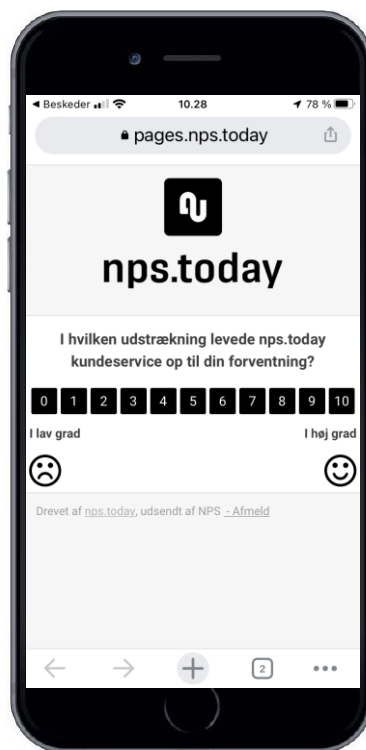 Beskeder 10.28 78 %
pages.nps.today
nps.today
I hvilken udstrækning levede nps.today
kundeservice op til din forventning?
0 1 2 3 4 5 6 7 8 9 10
I lav grad I høj grad
Drevet af nps.today, udsendt af NPS - Afmeld
2